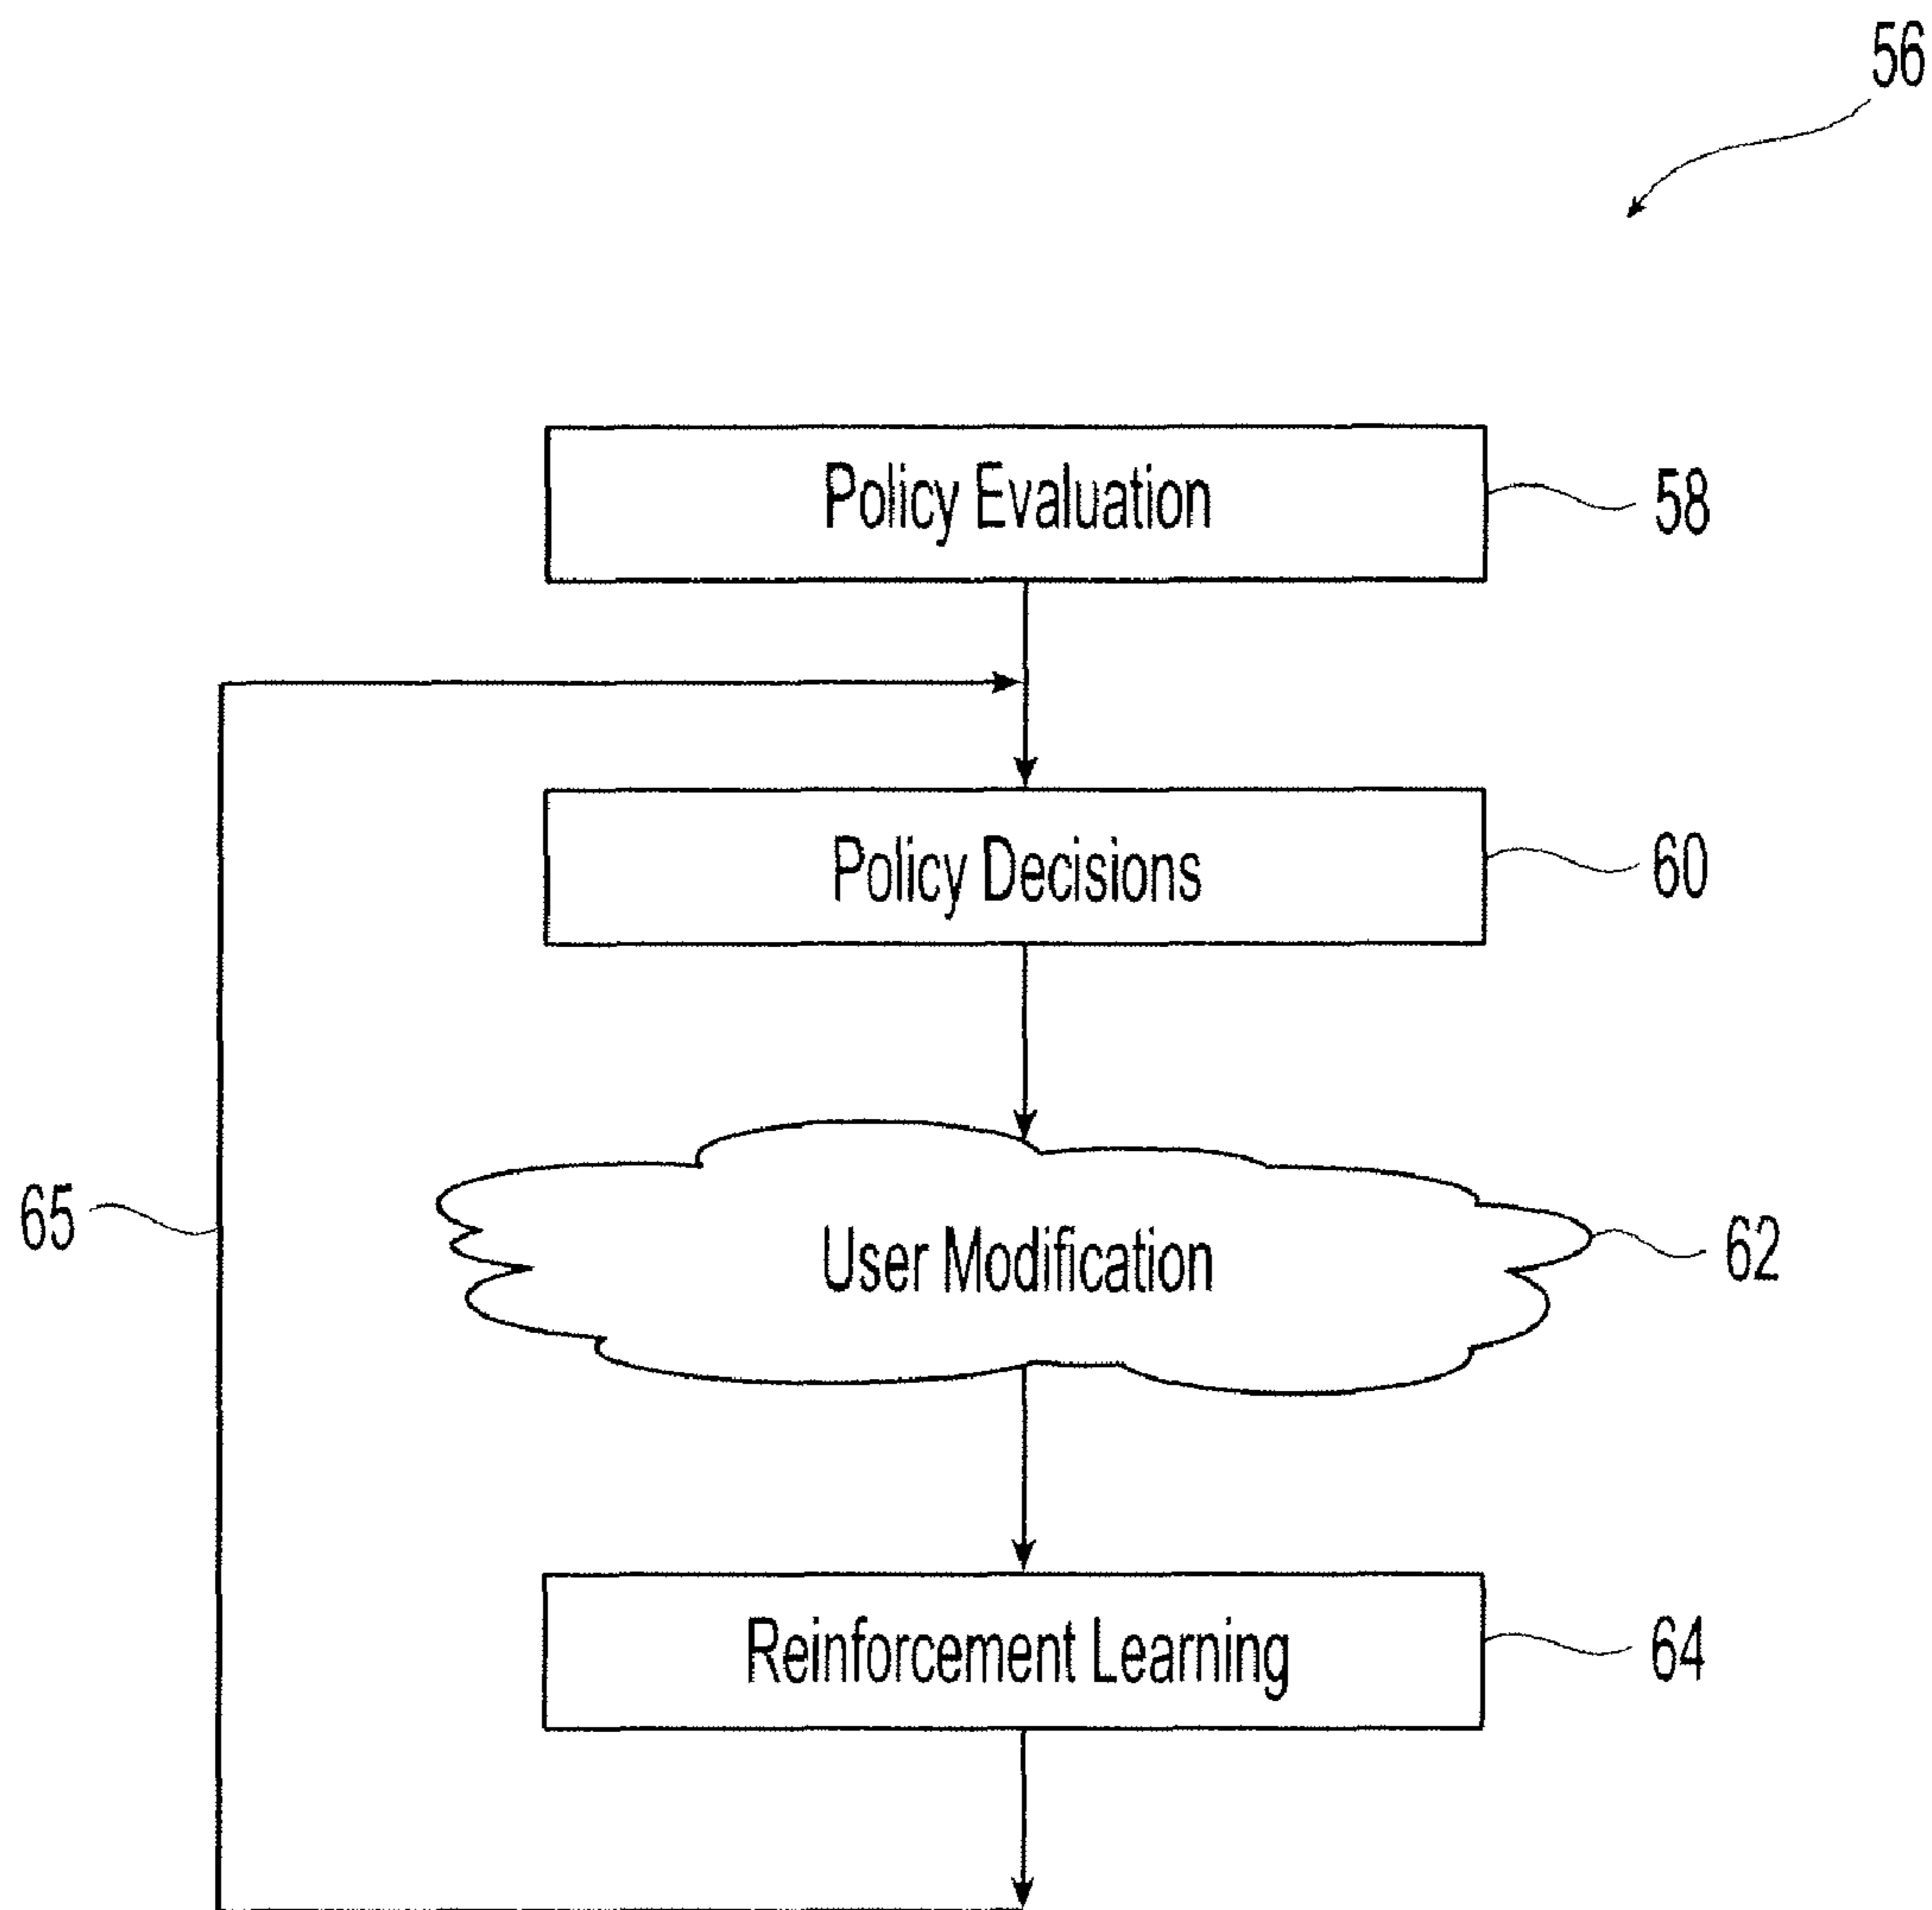 56
Policy Evaluation
58
Policy Decisions
60
65
User Modification
62
Reinforcement Learning
64